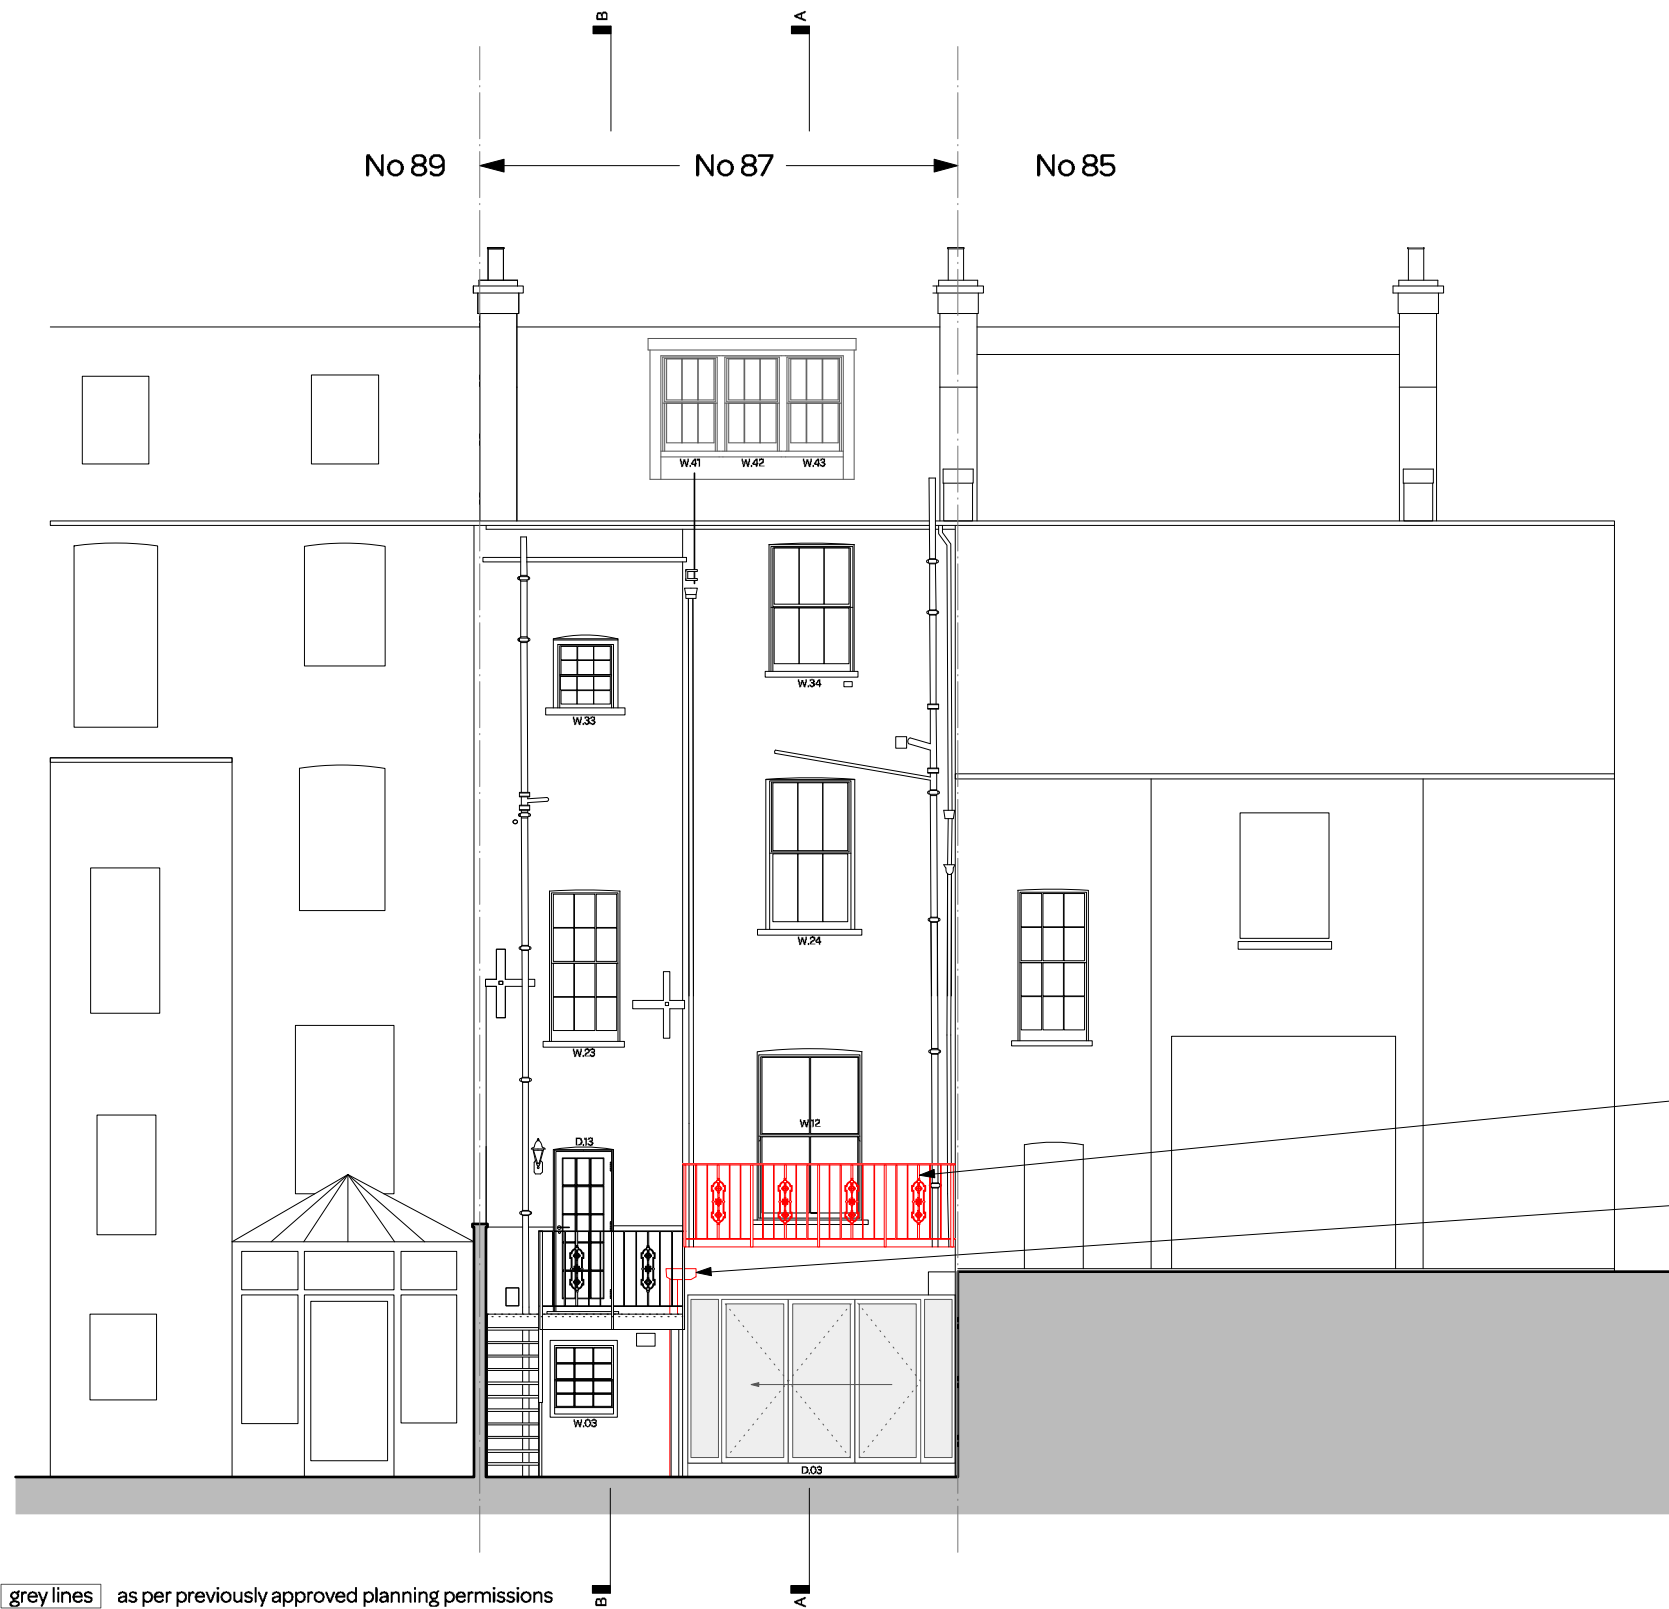 B
A
No 89
No 87
No 85
W.41
W.42
W.43
W.34
W.33
W.24
W.23
W.12
D.13
W.03
D.03
B
A
grey lines as per previously approved planning permissions